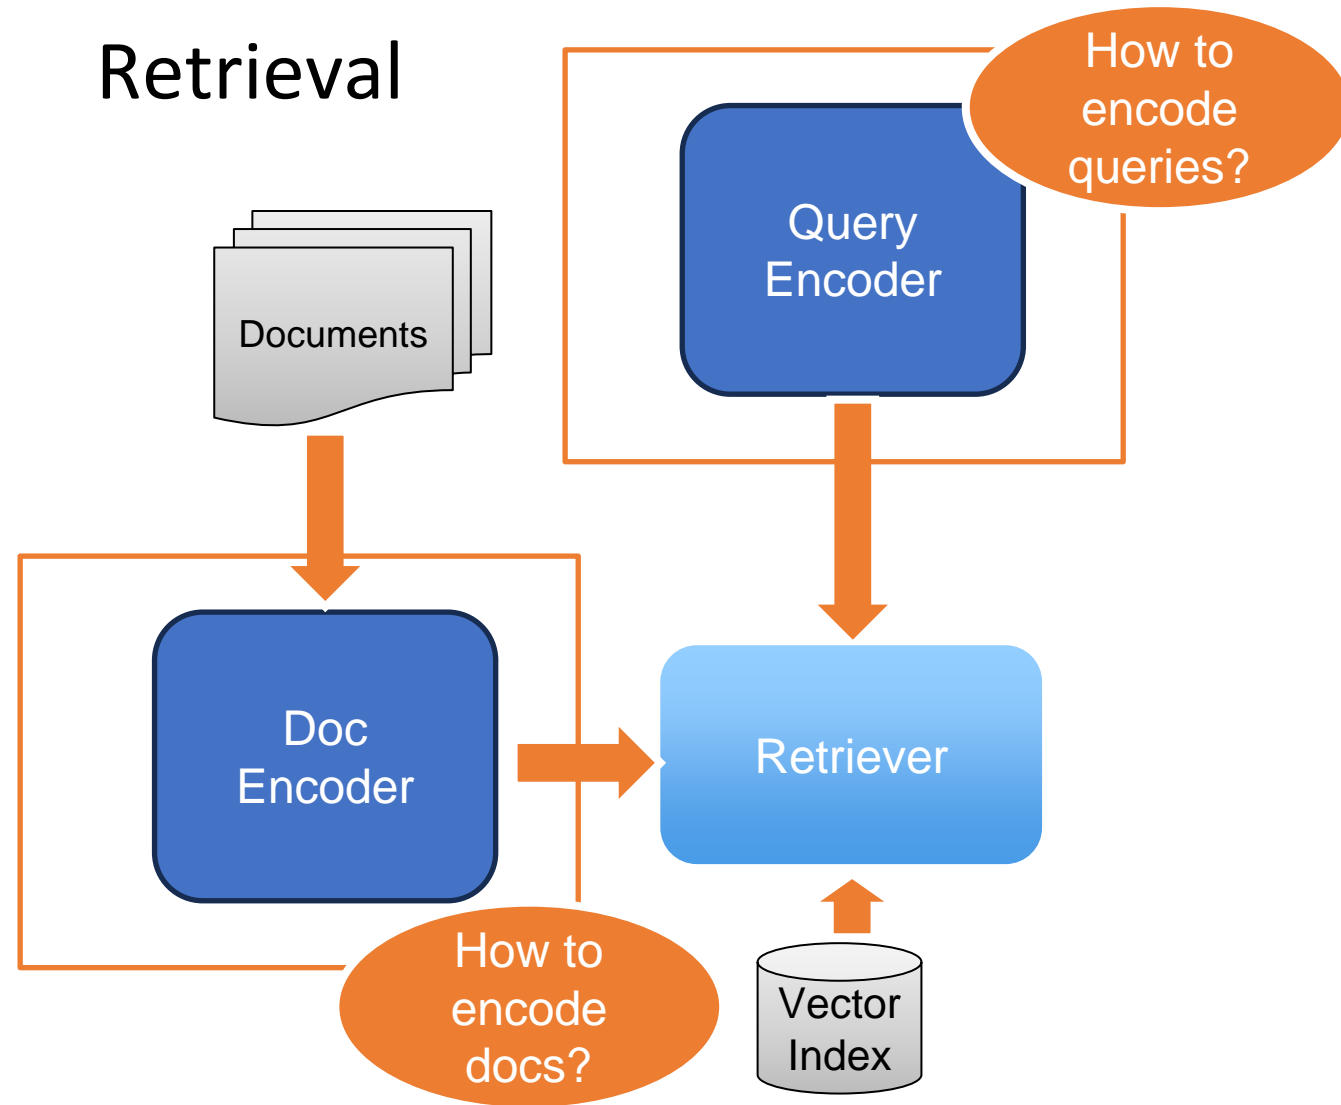 Retrieval
How to
encode
queries?
Query
Encoder
Documents
Doc
Encoder
Retriever
How to
encode
docs?
Vector
Index